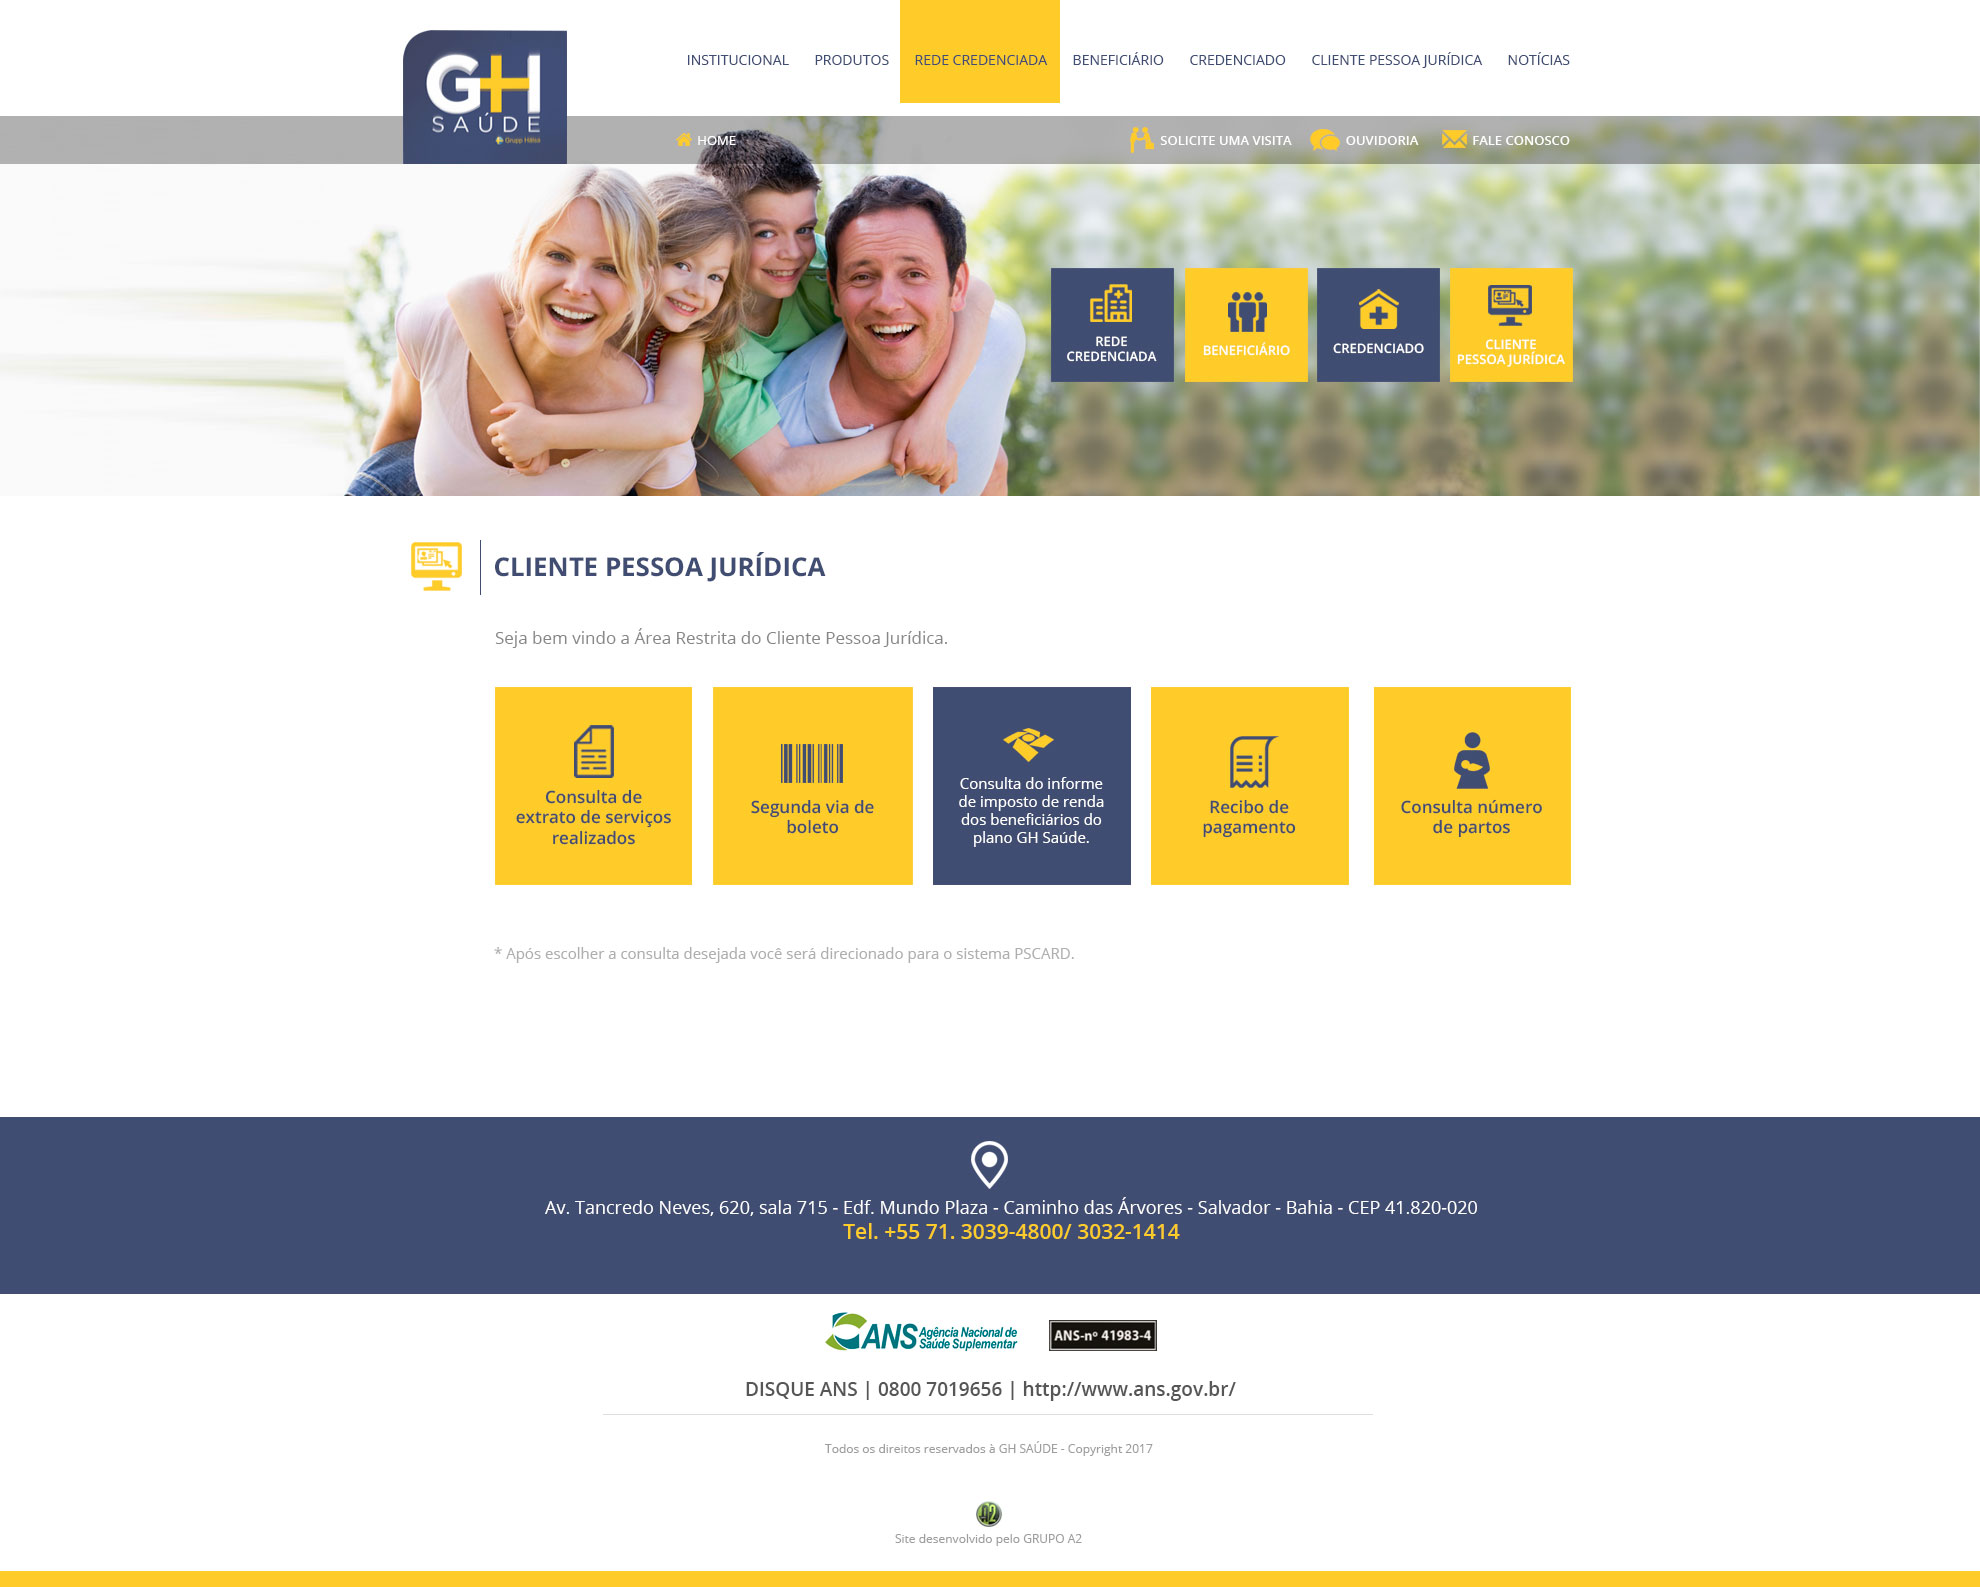 GH
SAÚDE
Grupo Hélios
INSTITUCIONAL
PRODUTOS
REDE CREDENCIADA
BENEFICIÁRIO
CREDENCIADO
CLIENTE PESSOA JURÍDICA
NOTÍCIAS
HOME
SOLICITE UMA VISITA
OUVIDORIA
FALE CONOSCO
REDE
CREDENCIADA
BENEFICIÁRIO
CREDENCIADO
CLIENTE
PESSOA JURÍDICA
CLIENTE PESSOA JURÍDICA
Seja bem vindo a Área Restrita do Cliente Pessoa Jurídica.
Consulta de
extrato de serviços
realizados
Segunda via de
boleto
Consulta do informe
de imposto de renda
dos beneficiários do
plano GH Saúde.
Recibo de
pagamento
Consulta número
de partos
* Após escolher a consulta desejada você será direcionado para o sistema PSCARD.
Av. Tancredo Neves, 620, sala 715 - Edf. Mundo Plaza - Caminho das Árvores - Salvador - Bahia - CEP 41.820-020
Tel. +55 71. 3039-4800/ 3032-1414
ANS Agência Nacional de
Saúde Suplementar
ANS-nº 41983-4
DISQUE ANS | 0800 7019656 | http://www.ans.gov.br/
Todos os direitos reservados à GH SAÚDE - Copyright 2017
A2
Site desenvolvido pelo GRUPO A2